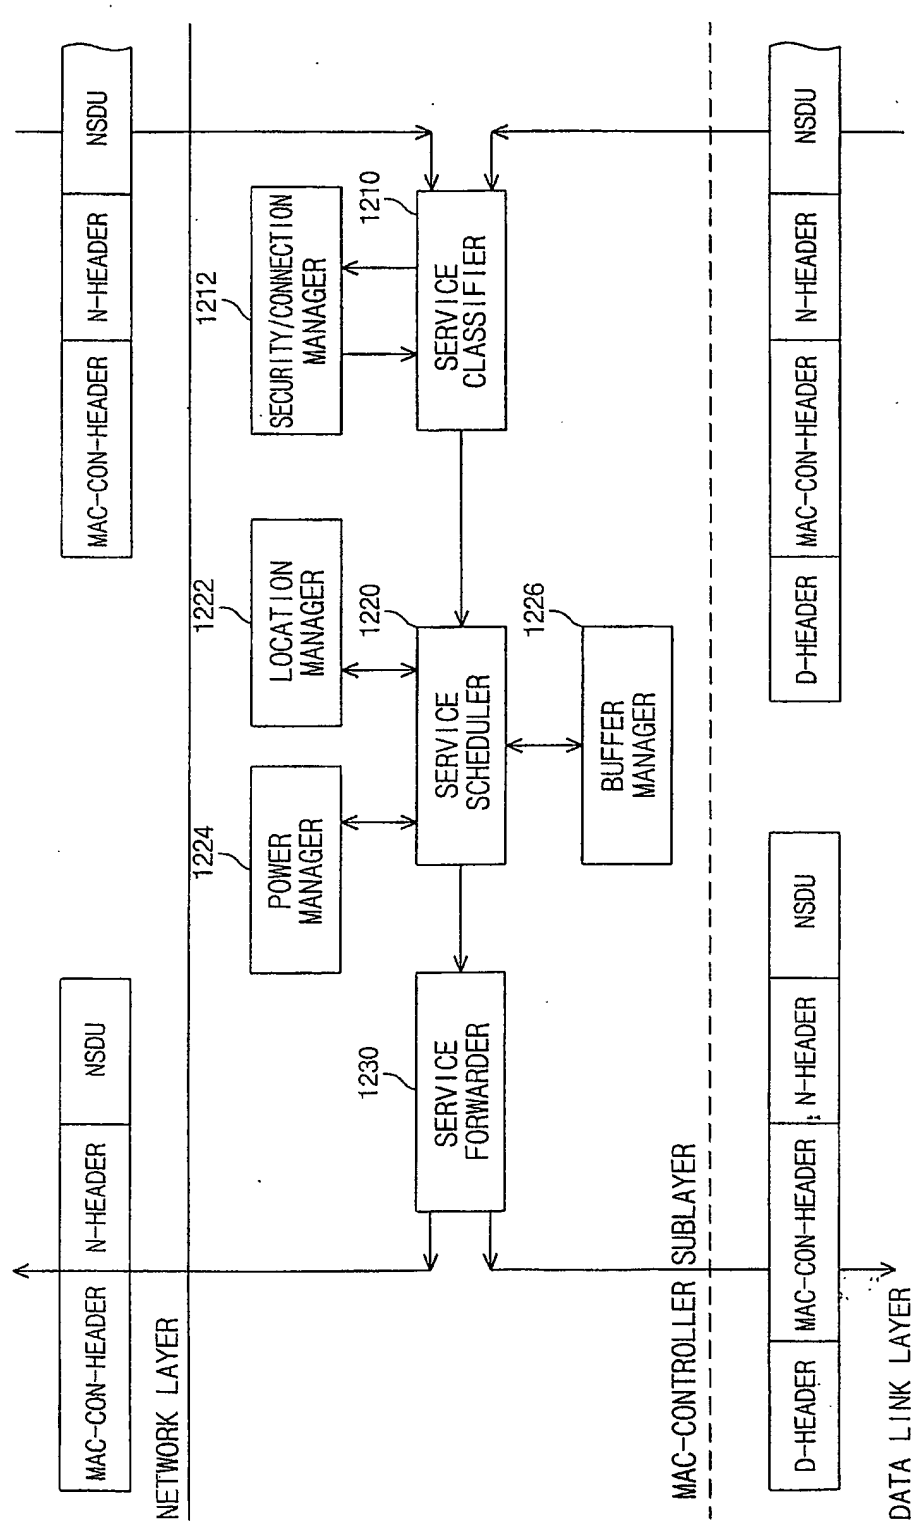 MAC-CON-HEADER
N-HEADER
NSDU
MAC-CON-HEADER
N-HEADER
NSDU
NETWORK LAYER
1224
POWER
MANAGER
1222
LOCATION
MANAGER
1212
SECURITY/CONNECTION
MANAGER
1230
SERVICE
FORWARDER
1220
SERVICE
SCHEDULER
1210
SERVICE
CLASSIFIER
1226
BUFFER
MANAGER
MAC-CONTROLLER SUBLAYER
D-HEADER
MAC-CON-HEADER
N-HEADER
NSDU
D-HEADER
MAC-CON-HEADER
N-HEADER
NSDU
DATA LINK LAYER